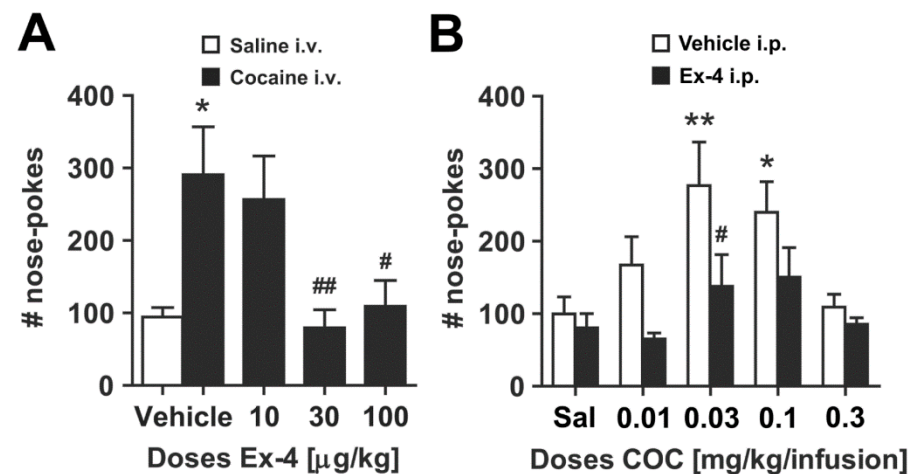 A
Saline i.v.
Cocaine i.v.
# nose-pokes
400
300
200
100
0
*
##
#
Vehicle 10 30 100
Doses Ex-4 [µg/kg]
B
Vehicle i.p.
Ex-4 i.p.
# nose-pokes
400
300
200
100
0
**
*
#
Sal 0.01 0.03 0.1 0.3
Doses COC [mg/kg/infusion]